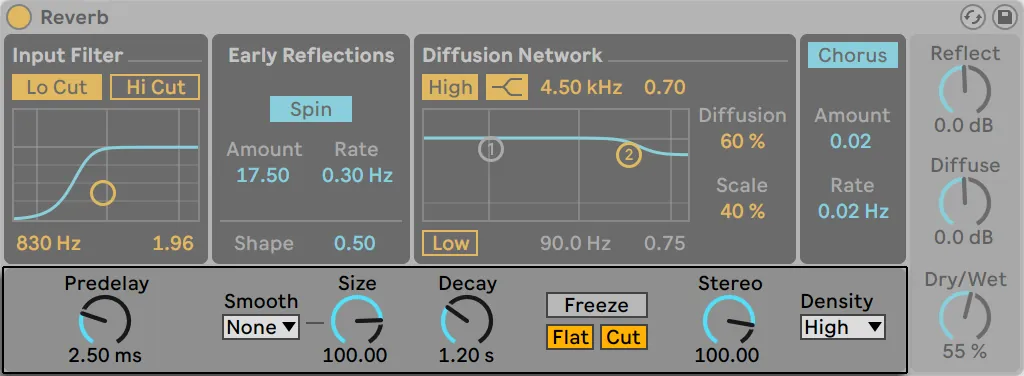 Reverb
Input Filter
Lo Cut Hi Cut
830 Hz 1.96
Early Reflections
Spin
Amount Rate
17.50 0.30 Hz
Shape 0.50
Diffusion Network
High 4.50 kHz 0.70
1
2
Diffusion
60 %
Scale
40 %
Low 90.0 Hz 0.75
Chorus
Amount
0.02
Rate
0.02 Hz
Reflect
0.0 dB
Diffuse
0.0 dB
Dry/Wet
55 %
Predelay
2.50 ms
Smooth
None
Size
100.00
Decay
1.20 s
Freeze
Flat Cut
Stereo
100.00
Density
High